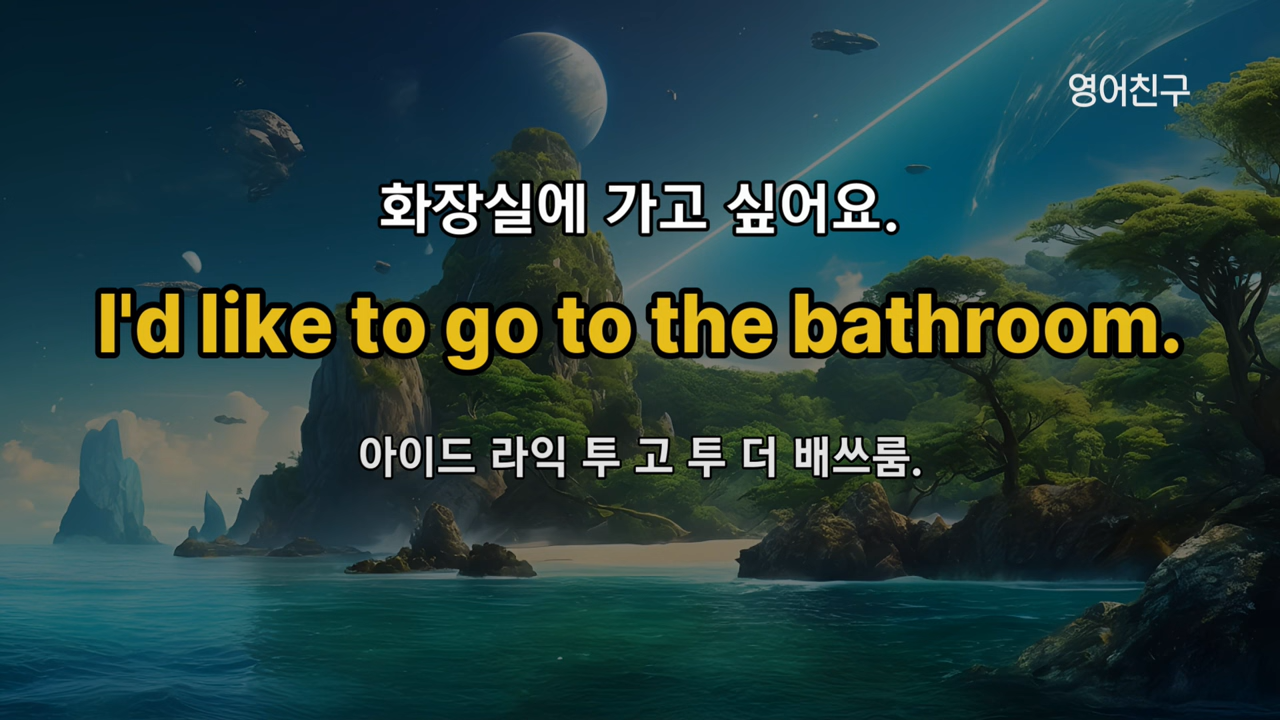 영어친구
화장실에 가고 싶어요.
I'd like to go to the bathroom.
아이드 라익 투 고 투 더 배쓰룸.